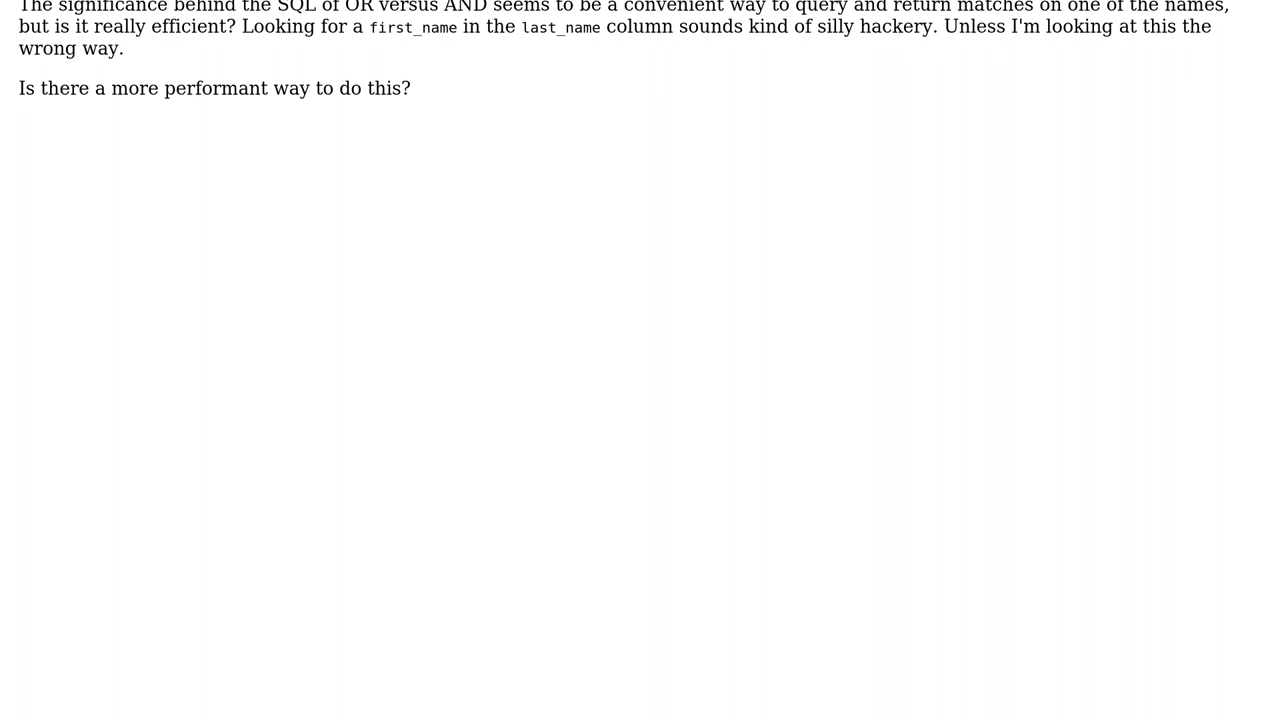 The significance behind the SQL of OR versus AND seems to be a convenient way to query and return matches on one of the names,
but is it really efficient? Looking for a first_name in the last_name column sounds kind of silly hackery. Unless I'm looking at this the
wrong way.
Is there a more performant way to do this?